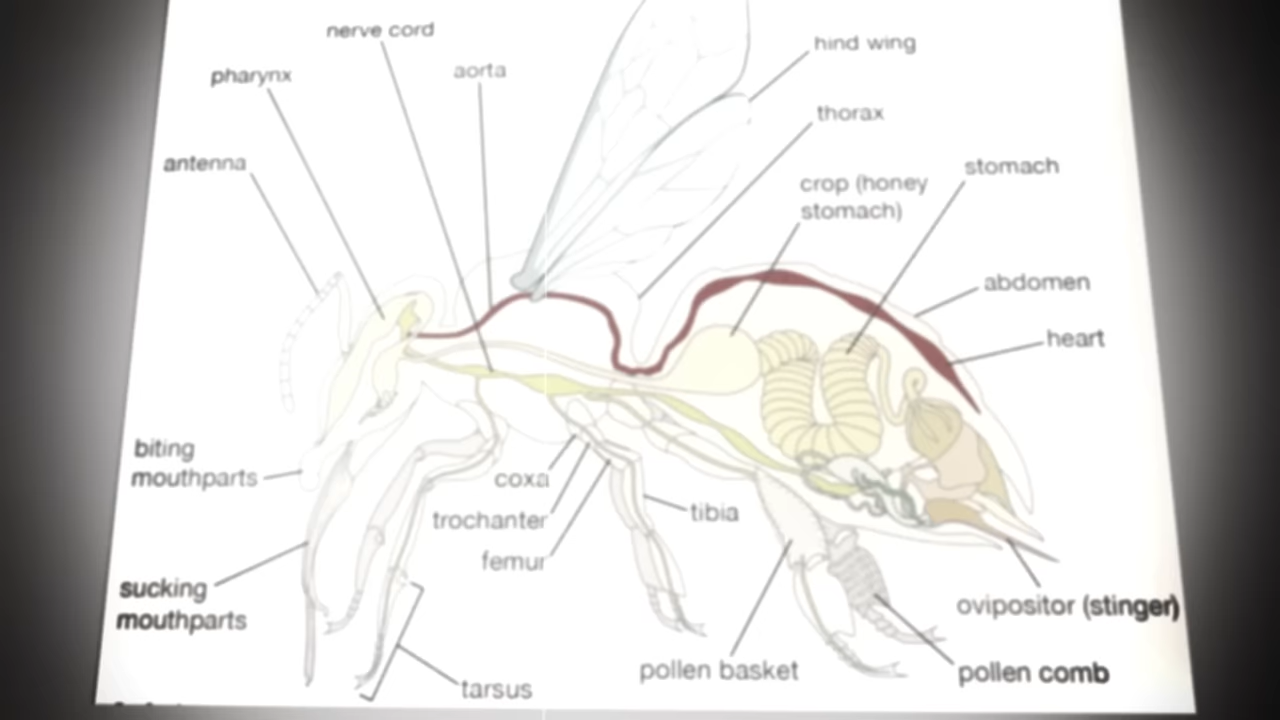 nerve cord
hind wing
pharynx
aorta
thorax
antenna
stomach
crop (honey
stomach)
abdomen
heart
biting
mouthparts
coxa
trochanter
tibia
femur
sucking
mouthparts
ovipositor (stinger)
pollen basket
pollen comb
tarsus